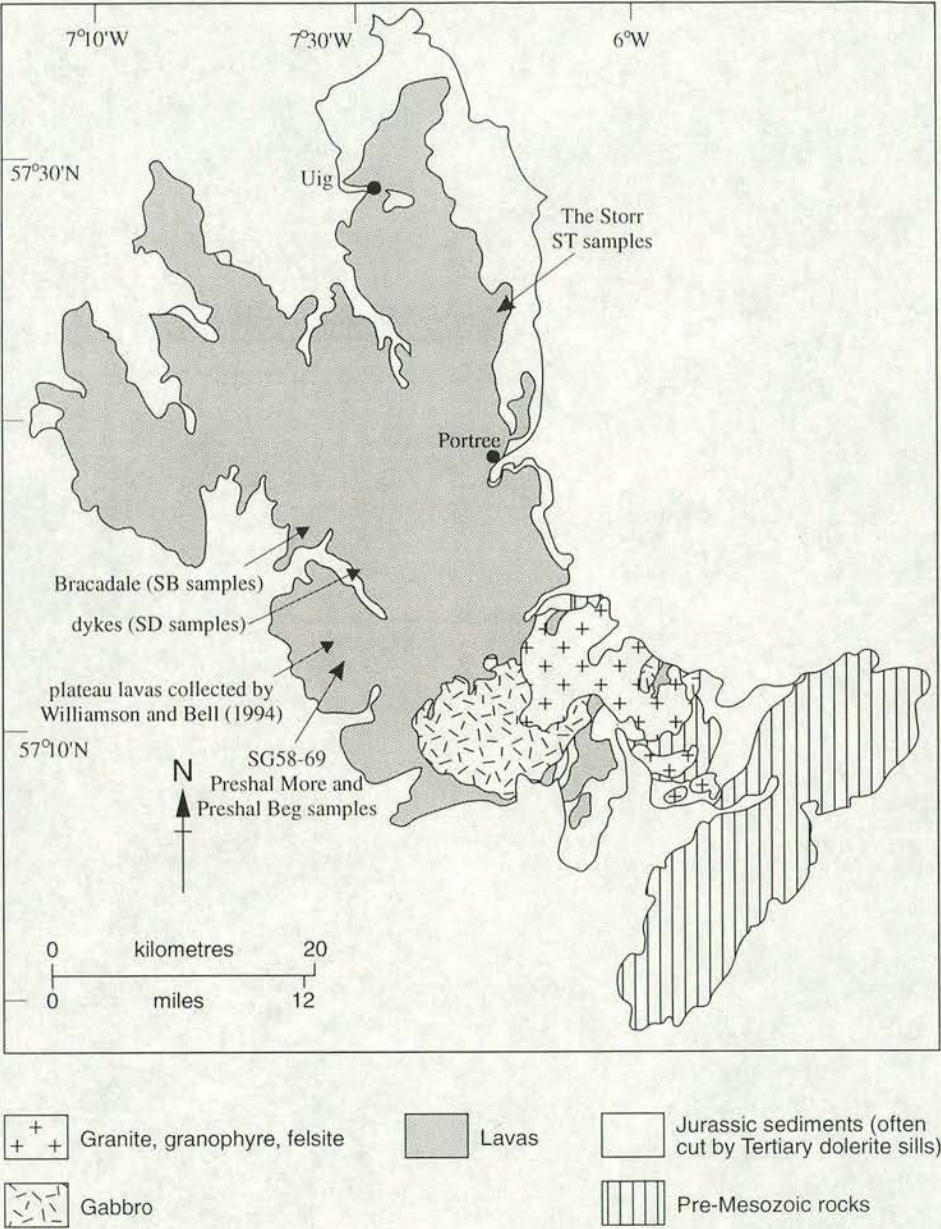 7°10'W
7°30'W
6°W
57°30'N
Uig
The Storr
ST samples
Portree
Bracadale (SB samples)
dykes (SD samples)
plateau lavas collected by
Williamson and Bell (1994)
57°10'N
SG58-69
Preshal More and
Preshal Beg samples
N
0 kilometres 20
0 miles 12
Granite, granophyre, felsite
Lavas
Jurassic sediments (often
cut by Tertiary dolerite sills)
Gabbro
Pre-Mesozoic rocks